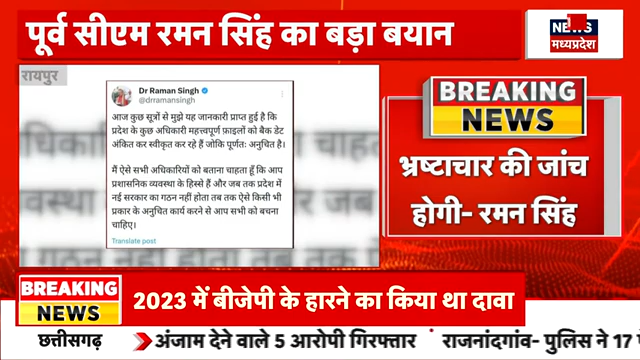 पूर्व सीएम रमन सिंह का बड़ा बयान
NEWS
मध्यप्रदेश
रायपुर
Dr Raman Singh
@drramansingh
आज कुछ सूत्रों से मुझे यह जानकारी प्राप्त हुई है कि
प्रदेश के कुछ अधिकारी महत्त्वपूर्ण फ़ाइलों को बैक डेट
अंकित कर स्वीकृत कर रहे हैं जोकि पूर्णतः अनुचित है।
मैं ऐसे सभी अधिकारियों को बताना चाहता हूँ कि आप
प्रशासनिक व्यवस्था के हिस्से हैं और जब तक प्रदेश में
नई सरकार का गठन नहीं होता तब तक ऐसे किसी भी
प्रकार के अनुचित कार्य करने से आप सभी को बचना
चाहिए।
Translate post
BREAKING
NEWS
भ्रष्टाचार की जांच
होगी- रमन सिंह
BREAKING
NEWS
2023 में बीजेपी के हारने का किया था दावा
छत्तीसगढ़
अंजाम देने वाले 5 आरोपी गिरफ्तार
राजनांदगांव- पुलिस ने 17